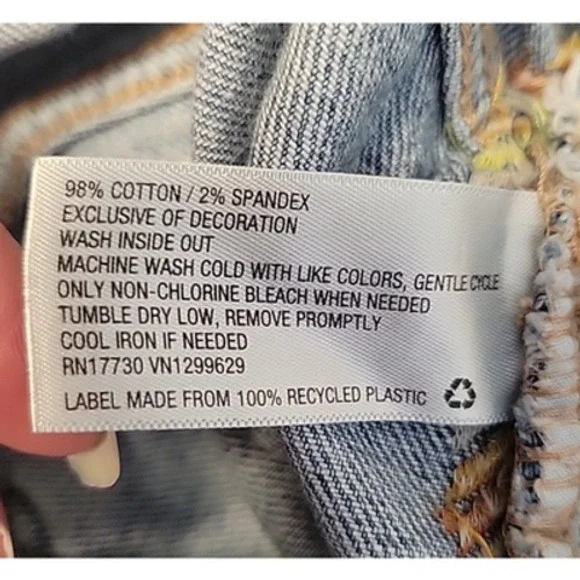 98% COTTON / 2% SPANDEX
EXCLUSIVE OF DECORATION
WASH INSIDE OUT
MACHINE WASH COLD WITH LIKE COLORS, GENTLE CYCLE
ONLY NON-CHLORINE BLEACH WHEN NEEDED
TUMBLE DRY LOW, REMOVE PROMPTLY
COOL IRON IF NEEDED
RN17730 VN1299629
LABEL MADE FROM 100% RECYCLED PLASTIC